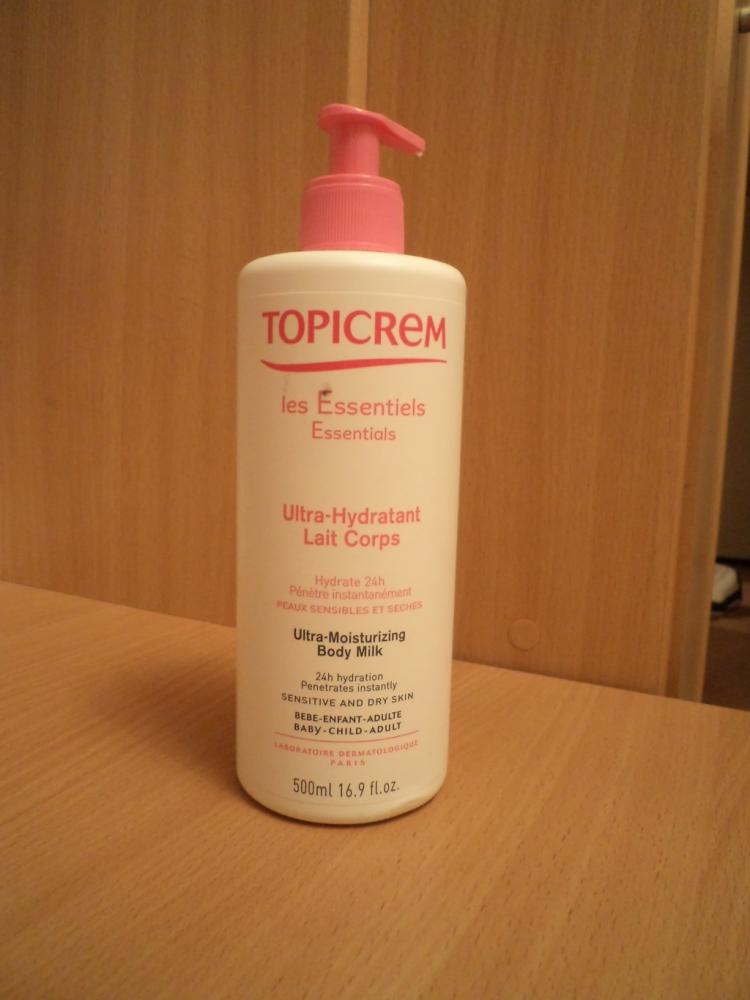 TOPICREM
les Essentiels
Essentials
Ultra-Hydratant
Lait Corps
Hydrate 24h
Pénètre instantanément
PEAUX SENSIBLES ET SECHES
Ultra-Moisturizing
Body Milk
24h hydration
Penetrates instantly
SENSITIVE AND DRY SKIN
BEBE-ENFANT-ADULTE
BABY-CHILD-ADULT
LABORATOIRE DERMATOLOGIQUE
PARIS
500ml 16.9 fl.oz.